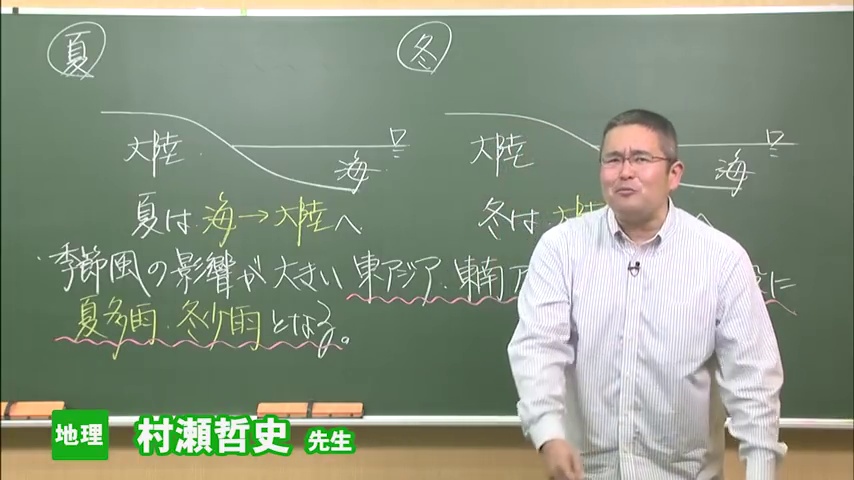 夏
冬
大陸
海
大陸
海
夏は 海→大陸へ
冬は 大陸 へ
・季節風の影響が大きい 東アジア・東南ア に
夏多雨・冬少雨となる。
地理 村瀬哲史 先生